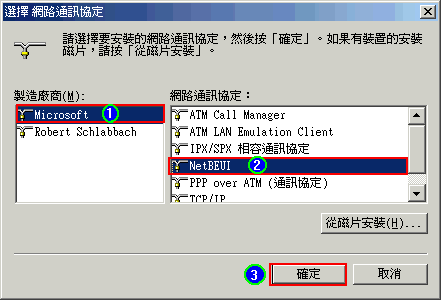 選擇 網路通訊協定
請選擇要安裝的網路通訊協定，然後按「確定」。如果有裝置的安裝
磁片，請按「從磁片安裝」。
製造廠商(M):
Microsoft
1
Robert Schlabbach
網路通訊協定：
ATM Call Manager
ATM LAN Emulation Client
IPX/SPX 相容通訊協定
NetBEUI
2
PPP over ATM (通訊協定)
TCP/IP
從磁片安裝(H)...
3
確定
取消